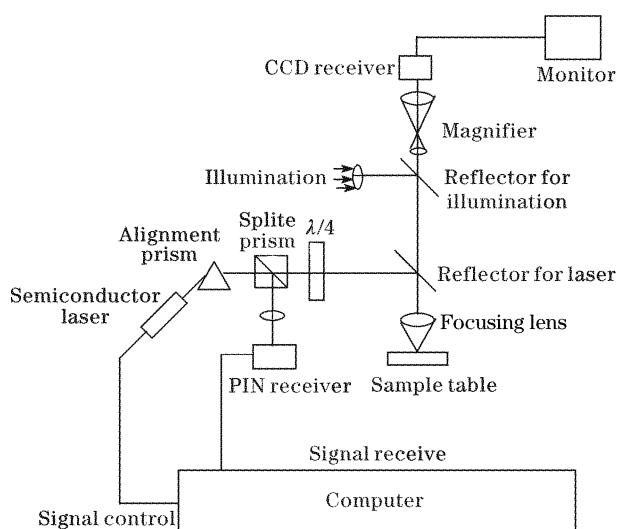 CCD receiver
Monitor
Magnifier
Illumination
Reflector for
illumination
Splite
prism
λ/4
Alignment
prism
Reflector for laser
Semiconductor
laser
Focusing lens
PIN receiver
Sample table
Signal receive
Computer
Signal control